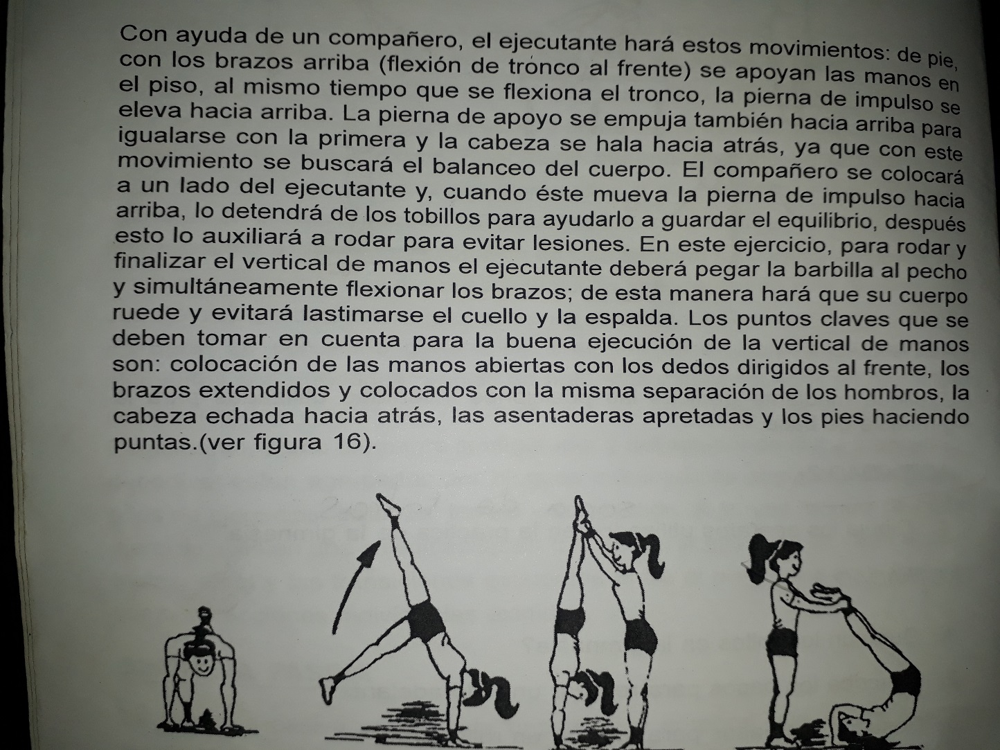 Con ayuda de un compañero, el ejecutante hará estos movimientos: de pie,
con los brazos arriba (flexión de tronco al frente) se apoyan las manos en
el piso, al mismo tiempo que se flexiona el tronco, la pierna de impulso se
eleva hacia arriba. La pierna de apoyo se empuja también hacia arriba para
igualarse con la primera y la cabeza se hala hacia atrás, ya que con este
movimiento se buscará el balanceo del cuerpo. El compañero se colocará
a un lado del ejecutante y, cuando éste mueva la pierna de impulso hacia
arriba, lo detendrá de los tobillos para ayudarlo a guardar el equilibrio, después
esto lo auxiliará a rodar para evitar lesiones. En este ejercicio, para rodar y
finalizar el vertical de manos el ejecutante deberá pegar la barbilla al pecho
y simultáneamente flexionar los brazos; de esta manera hará que su cuerpo
ruede y evitará lastimarse el cuello y la espalda. Los puntos claves que se
deben tomar en cuenta para la buena ejecución de la vertical de manos
son: colocación de las manos abiertas con los dedos dirigidos al frente, los
brazos extendidos y colocados con la misma separación de los hombros, la
cabeza echada hacia atrás, las asentaderas apretadas y los pies haciendo
puntas.(ver figura 16).